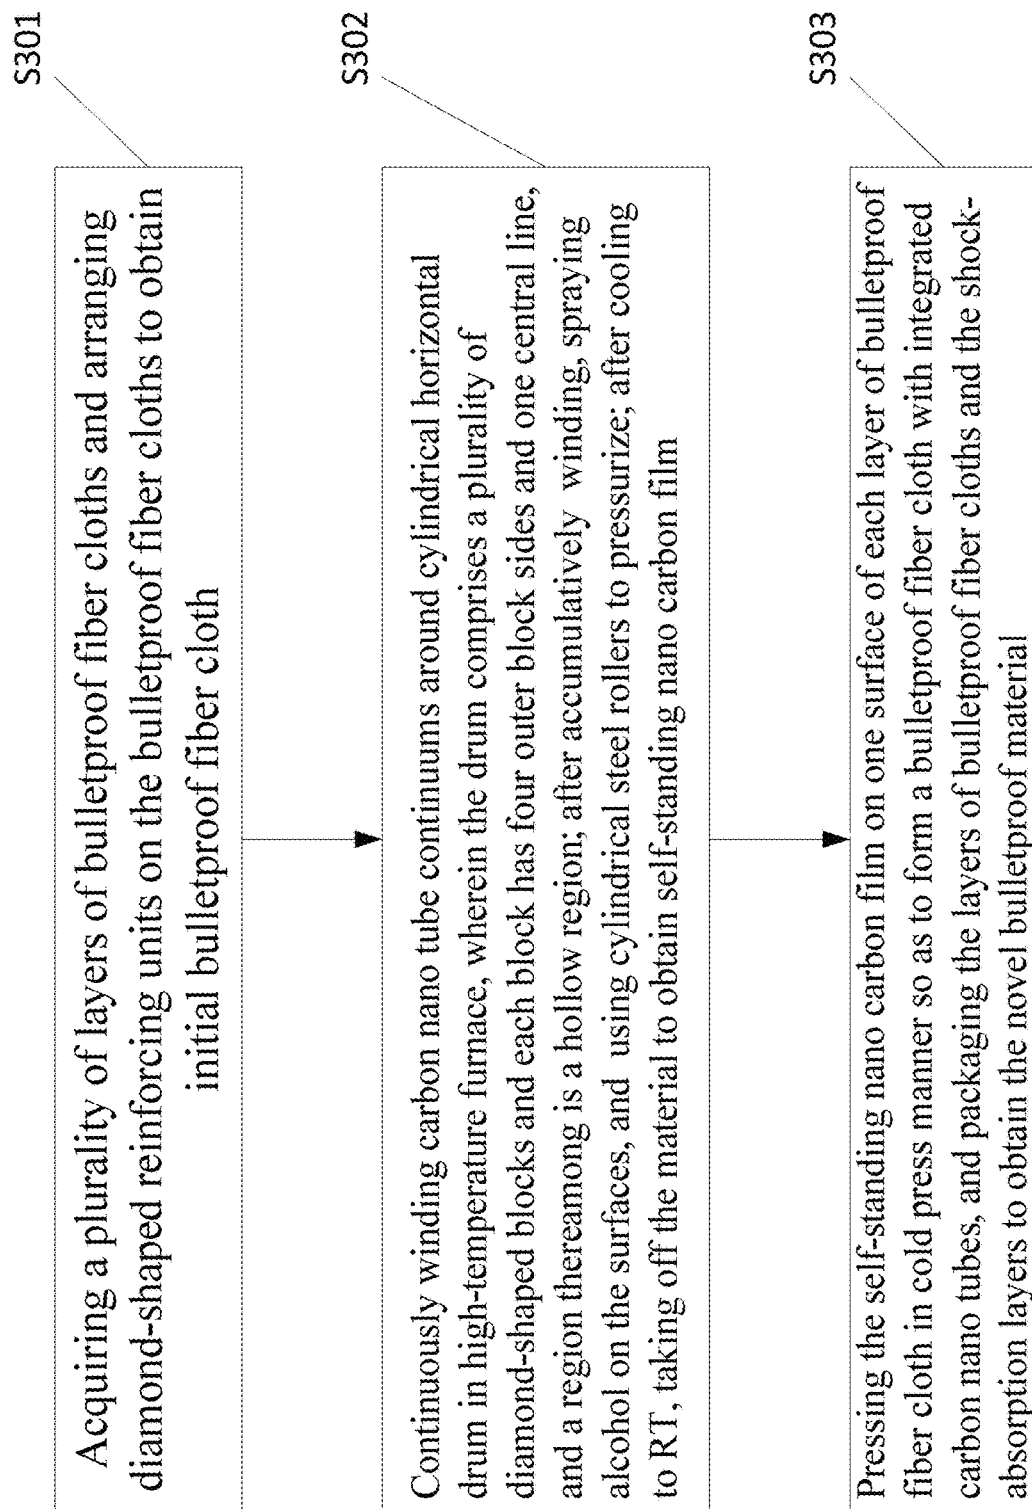 S301
Acquiring a plurality of layers of bulletproof fiber cloths and arranging
diamond-shaped reinforcing units on the bulletproof fiber cloths to obtain
initial bulletproof fiber cloth
S302
Continuously winding carbon nano tube continuums around cylindrical horizontal
drum in high-temperature furnace, wherein the drum comprises a plurality of
diamond-shaped blocks and each block has four outer block sides and one central line,
and a region thereamong is a hollow region; after accumulatively winding, spraying
alcohol on the surfaces, and using cylindrical steel rollers to pressurize; after cooling
to RT, taking off the material to obtain self-standing nano carbon film
S303
Pressing the self-standing nano carbon film on one surface of each layer of bulletproof
fiber cloth in cold press manner so as to form a bulletproof fiber cloth with integrated
carbon nano tubes, and packaging the layers of bulletproof fiber cloths and the shock-
absorption layers to obtain the novel bulletproof material